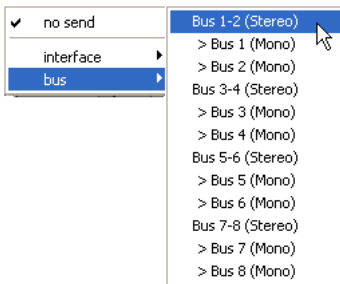 no send
interface
bus
Bus 1-2 (Stereo)
> Bus 1 (Mono)
> Bus 2 (Mono)
Bus 3-4 (Stereo)
> Bus 3 (Mono)
> Bus 4 (Mono)
Bus 5-6 (Stereo)
> Bus 5 (Mono)
> Bus 6 (Mono)
Bus 7-8 (Stereo)
> Bus 7 (Mono)
> Bus 8 (Mono)